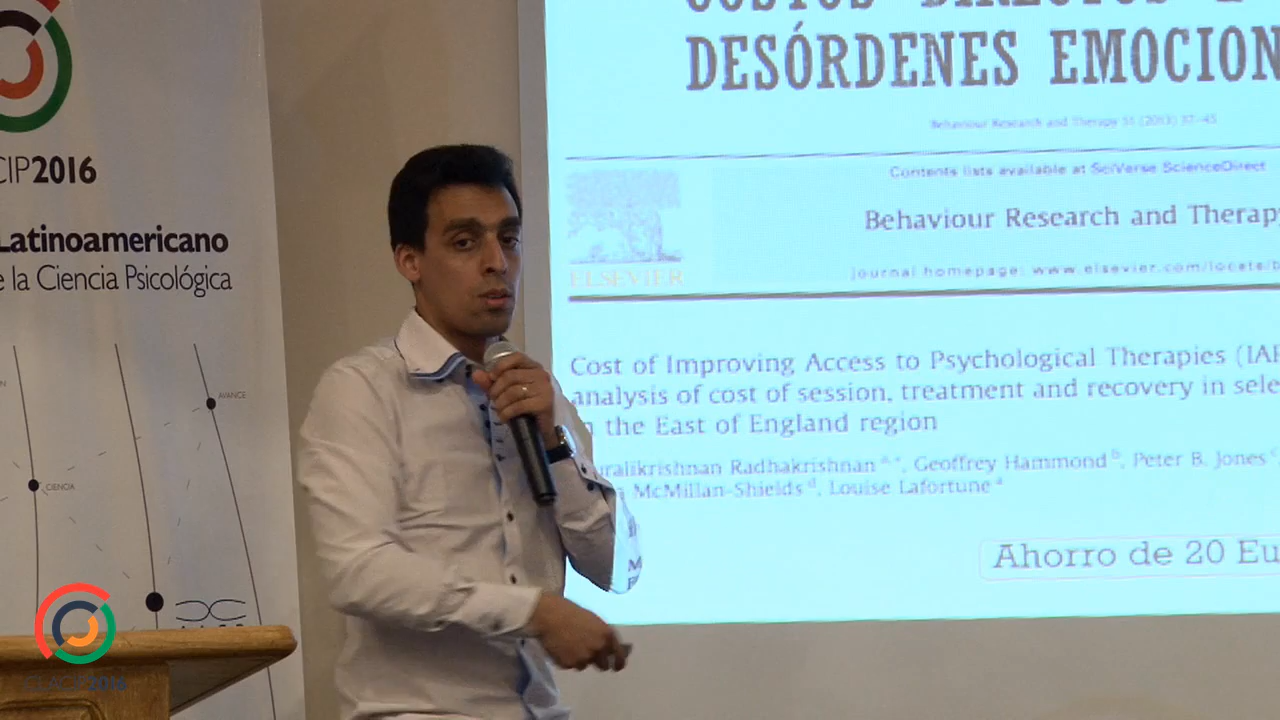 CIP2016
Latinoamericano
e la Ciencia Psicológica
AVANCE
CIENCIA
CLACIP2016
DESÓRDENES EMOCION
Behaviour Research and Therapy 51 (2013) 37–45
Contents lists available at SciVerse ScienceDirect
Behaviour Research and Therap
journal homepage: www.elsevier.com/locate/b
ELSEVIER
Cost of Improving Access to Psychological Therapies (IA
analysis of cost of session, treatment and recovery in sele
the East of England region
uralikrishnan Radhakrishnan a,*, Geoffrey Hammond b, Peter B. Jones c
McMillan-Shields d, Louise Lafortune a
Ahorro de 20 Eu